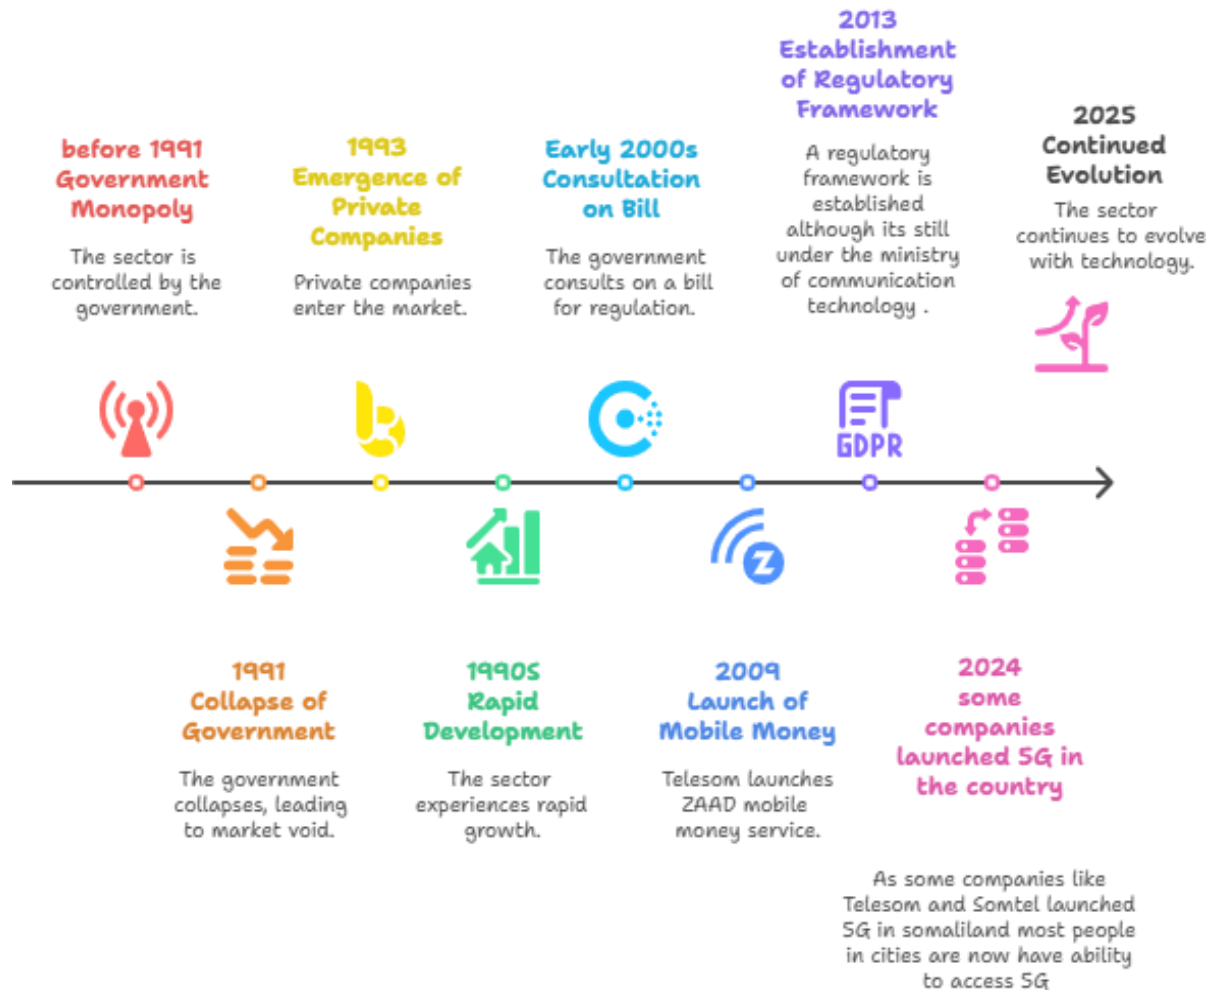 before 1991
Government
Monopoly
The sector is
controlled by the
government.
1991
Collapse of
Government
The government
collapses, leading
to market void.
1993
Emergence of
Private
Companies
Private companies
enter the market.
1990s
Rapid
Development
The sector
experiences rapid
growth.
Early 2000s
Consultation
on Bill
The government
consults on a bill
for regulation.
2009
Launch of
Mobile Money
Telesom launches
ZAAD mobile
money service.
Z
2013
Establishment
of Regulatory
Framework
A regulatory
framework is
established
although its still
under the ministry
of communication
technology .
GDPR
2024
some
companies
launched 5G in
the country
As some companies like
Telesom and Somtel launched
5G in somaliland most people
in cities are now have ability
to access 5G
2025
Continued
Evolution
The sector
continues to evolve
with technology.